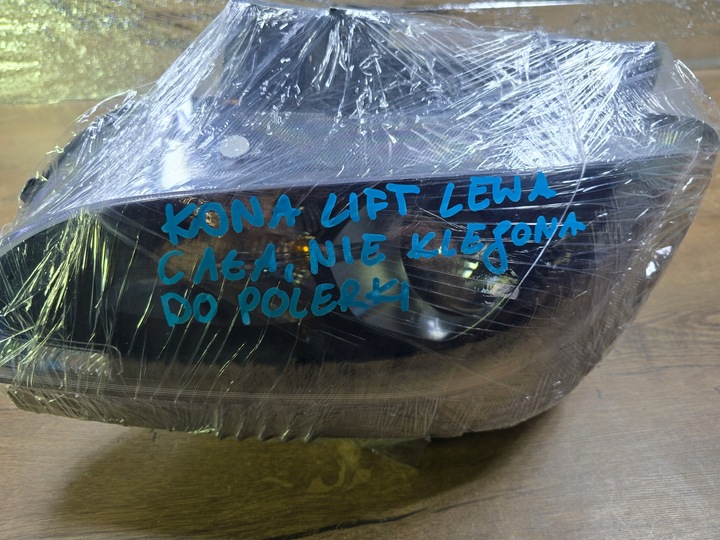 KONA LIFT LEWA
CAŁA, NIE KLEJONA
DO POLERKI